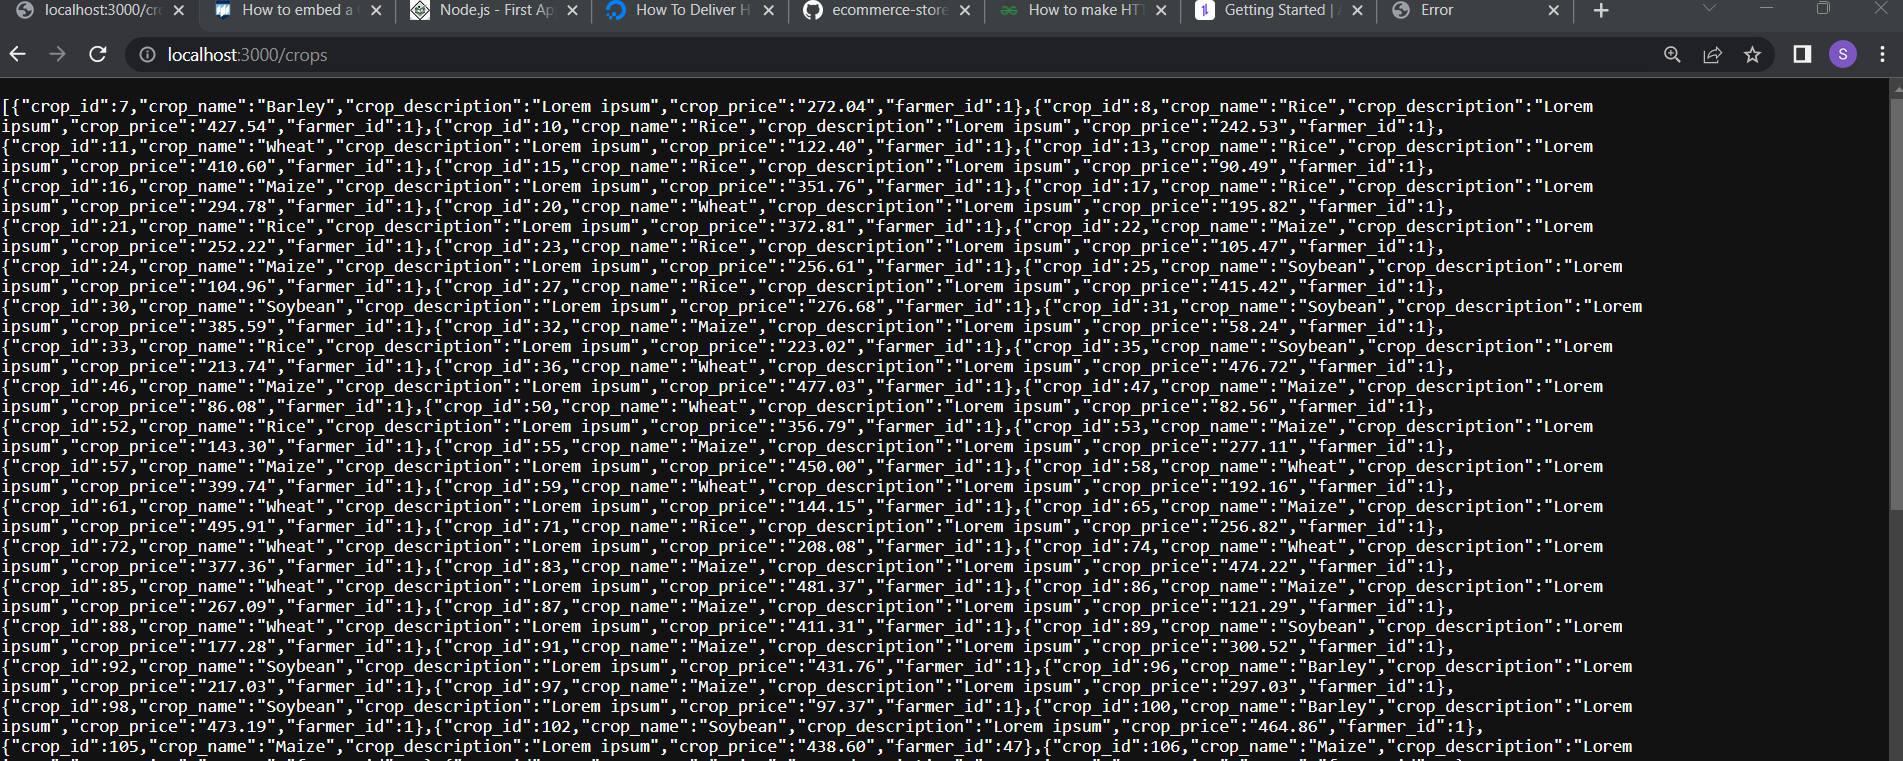 localhost:3000/cro
How to embed a
Node.js - First Ap
How To Deliver H
ecommerce-store
How to make HT
Getting Started |
Error
localhost:3000/crops
S
[{"crop_id":7,"crop_name":"Barley","crop_description":"Lorem ipsum","crop_price":"272.04","farmer_id":1},{"crop_id":8,"crop_name":"Rice","crop_description":"Lorem
ipsum","crop_price":"427.54","farmer_id":1},{"crop_id":10,"crop_name":"Rice","crop_description":"Lorem ipsum","crop_price":"242.53","farmer_id":1},
{"crop_id":11,"crop_name":"Wheat","crop_description":"Lorem ipsum","crop_price":"122.40","farmer_id":1},{"crop_id":13,"crop_name":"Rice","crop_description":"Lorem
ipsum","crop_price":"410.60","farmer_id":1},{"crop_id":15,"crop_name":"Rice","crop_description":"Lorem ipsum","crop_price":"90.49","farmer_id":1},
{"crop_id":16,"crop_name":"Maize","crop_description":"Lorem ipsum","crop_price":"351.76","farmer_id":1},{"crop_id":17,"crop_name":"Rice","crop_description":"Lorem
ipsum","crop_price":"294.78","farmer_id":1},{"crop_id":20,"crop_name":"Wheat","crop_description":"Lorem ipsum","crop_price":"195.82","farmer_id":1},
{"crop_id":21,"crop_name":"Rice","crop_description":"Lorem ipsum","crop_price":"372.81","farmer_id":1},{"crop_id":22,"crop_name":"Maize","crop_description":"Lorem
ipsum","crop_price":"252.22","farmer_id":1},{"crop_id":23,"crop_name":"Rice","crop_description":"Lorem ipsum","crop_price":"105.47","farmer_id":1},
{"crop_id":24,"crop_name":"Maize","crop_description":"Lorem ipsum","crop_price":"256.61","farmer_id":1},{"crop_id":25,"crop_name":"Soybean","crop_description":"Lorem
ipsum","crop_price":"104.96","farmer_id":1},{"crop_id":27,"crop_name":"Rice","crop_description":"Lorem ipsum","crop_price":"415.42","farmer_id":1},
{"crop_id":30,"crop_name":"Soybean","crop_description":"Lorem ipsum","crop_price":"276.68","farmer_id":1},{"crop_id":31,"crop_name":"Soybean","crop_description":"Lorem
ipsum","crop_price":"385.59","farmer_id":1},{"crop_id":32,"crop_name":"Maize","crop_description":"Lorem ipsum","crop_price":"58.24","farmer_id":1},
{"crop_id":33,"crop_name":"Rice","crop_description":"Lorem ipsum","crop_price":"223.02","farmer_id":1},{"crop_id":35,"crop_name":"Soybean","crop_description":"Lorem
ipsum","crop_price":"213.74","farmer_id":1},{"crop_id":36,"crop_name":"Wheat","crop_description":"Lorem ipsum","crop_price":"476.72","farmer_id":1},
{"crop_id":46,"crop_name":"Maize","crop_description":"Lorem ipsum","crop_price":"477.03","farmer_id":1},{"crop_id":47,"crop_name":"Maize","crop_description":"Lorem
ipsum","crop_price":"86.08","farmer_id":1},{"crop_id":50,"crop_name":"Wheat","crop_description":"Lorem ipsum","crop_price":"82.56","farmer_id":1},
{"crop_id":52,"crop_name":"Rice","crop_description":"Lorem ipsum","crop_price":"356.79","farmer_id":1},{"crop_id":53,"crop_name":"Maize","crop_description":"Lorem
ipsum","crop_price":"143.30","farmer_id":1},{"crop_id":55,"crop_name":"Maize","crop_description":"Lorem ipsum","crop_price":"277.11","farmer_id":1},
{"crop_id":57,"crop_name":"Maize","crop_description":"Lorem ipsum","crop_price":"450.00","farmer_id":1},{"crop_id":58,"crop_name":"Wheat","crop_description":"Lorem
ipsum","crop_price":"399.74","farmer_id":1},{"crop_id":59,"crop_name":"Wheat","crop_description":"Lorem ipsum","crop_price":"192.16","farmer_id":1},
{"crop_id":61,"crop_name":"Wheat","crop_description":"Lorem ipsum","crop_price":"144.15","farmer_id":1},{"crop_id":65,"crop_name":"Maize","crop_description":"Lorem
ipsum","crop_price":"495.91","farmer_id":1},{"crop_id":71,"crop_name":"Rice","crop_description":"Lorem ipsum","crop_price":"256.82","farmer_id":1},
{"crop_id":72,"crop_name":"Wheat","crop_description":"Lorem ipsum","crop_price":"208.08","farmer_id":1},{"crop_id":74,"crop_name":"Wheat","crop_description":"Lorem
ipsum","crop_price":"377.36","farmer_id":1},{"crop_id":83,"crop_name":"Maize","crop_description":"Lorem ipsum","crop_price":"474.22","farmer_id":1},
{"crop_id":85,"crop_name":"Wheat","crop_description":"Lorem ipsum","crop_price":"481.37","farmer_id":1},{"crop_id":86,"crop_name":"Maize","crop_description":"Lorem
ipsum","crop_price":"267.09","farmer_id":1},{"crop_id":87,"crop_name":"Maize","crop_description":"Lorem ipsum","crop_price":"121.29","farmer_id":1},
{"crop_id":88,"crop_name":"Wheat","crop_description":"Lorem ipsum","crop_price":"411.31","farmer_id":1},{"crop_id":89,"crop_name":"Soybean","crop_description":"Lorem
ipsum","crop_price":"177.28","farmer_id":1},{"crop_id":91,"crop_name":"Maize","crop_description":"Lorem ipsum","crop_price":"300.52","farmer_id":1},
{"crop_id":92,"crop_name":"Soybean","crop_description":"Lorem ipsum","crop_price":"431.76","farmer_id":1},{"crop_id":96,"crop_name":"Barley","crop_description":"Lorem
ipsum","crop_price":"217.03","farmer_id":1},{"crop_id":97,"crop_name":"Maize","crop_description":"Lorem ipsum","crop_price":"297.03","farmer_id":1},
{"crop_id":98,"crop_name":"Soybean","crop_description":"Lorem ipsum","crop_price":"97.37","farmer_id":1},{"crop_id":100,"crop_name":"Barley","crop_description":"Lorem
ipsum","crop_price":"473.19","farmer_id":1},{"crop_id":102,"crop_name":"Soybean","crop_description":"Lorem ipsum","crop_price":"464.86","farmer_id":1},
{"crop_id":105,"crop_name":"Maize","crop_description":"Lorem ipsum","crop_price":"438.60","farmer_id":47},{"crop_id":106,"crop_name":"Maize","crop_description":"Lorem